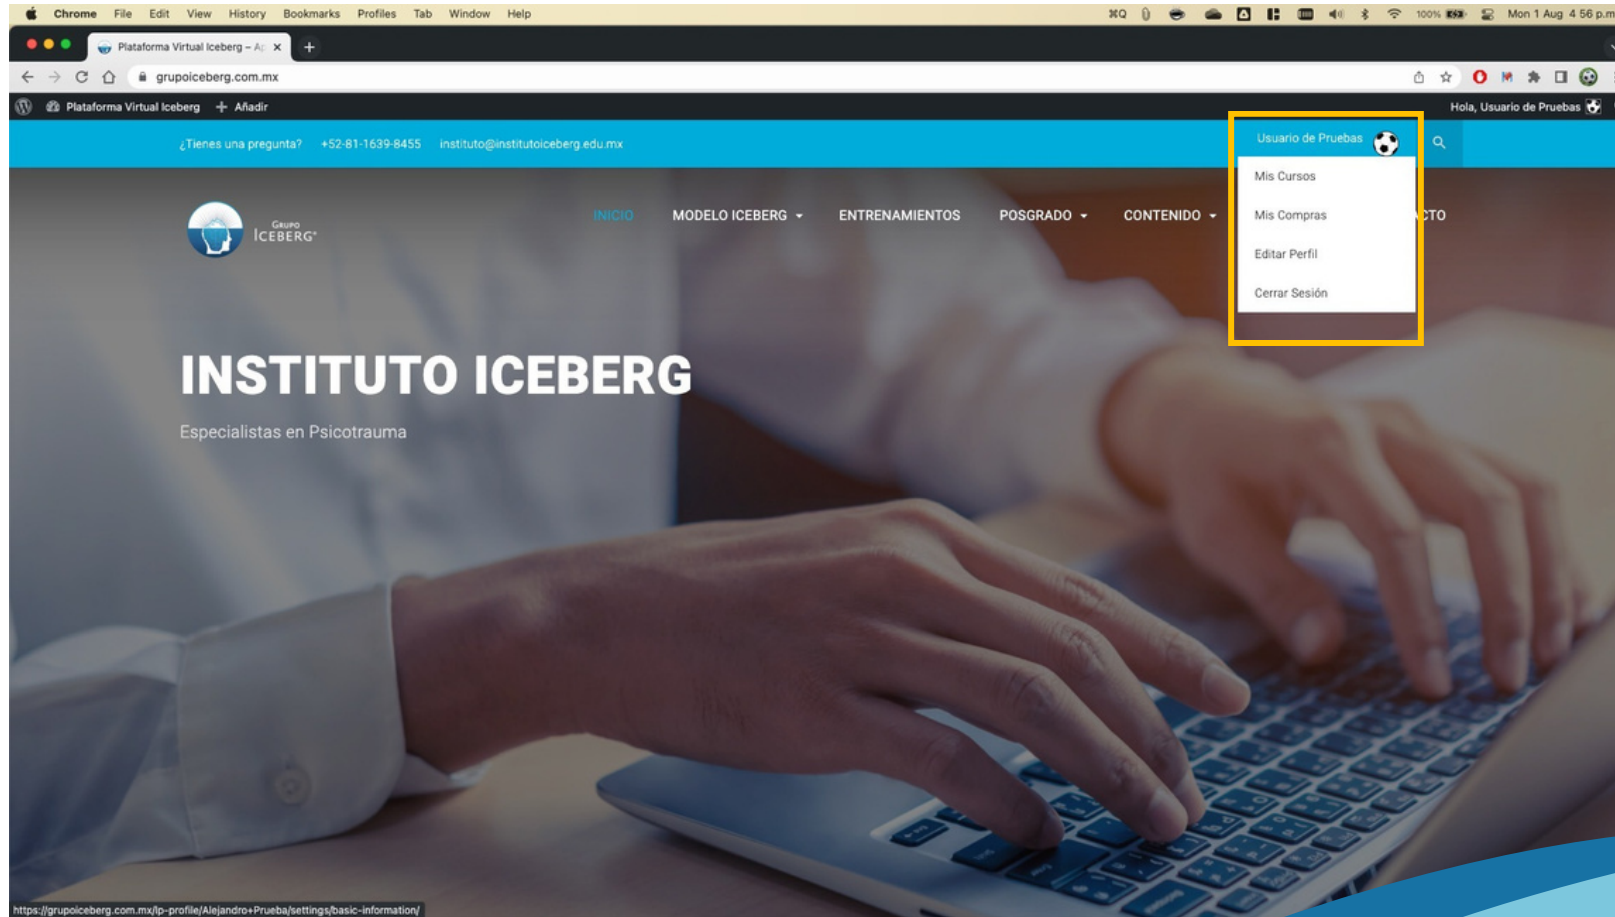 Chrome File Edit View History Bookmarks Profiles Tab Window Help 100% Mon 1 Aug 4 56 p.m
Plataforma Virtual Iceberg – Ap
grupoiceberg.com.mx
Plataforma Virtual Iceberg + Añadir Hola, Usuario de Pruebas
¿Tienes una pregunta? +52-81-1639-8455 instituto@institutoiceberg.edu.mx Usuario de Pruebas
Mis Cursos
INICIO MODELO ICEBERG ENTRENAMIENTOS POSGRADO CONTENIDO Mis Compras CTO
GRUPO
ICEBERG
Editar Perfil
Cerrar Sesión
INSTITUTO ICEBERG
Especialistas en Psicotrauma
https://grupoiceberg.com.mx/lp-profile/Alejandro+Prueba/settings/basic-information/